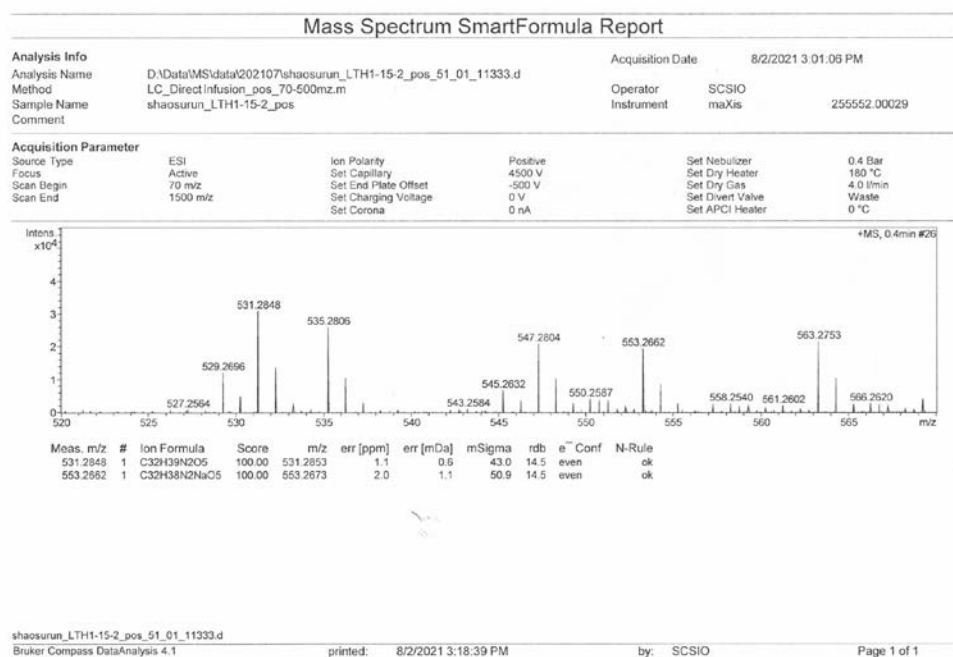 Mass Spectrum SmartFormula Report
Analysis Info Acquisition Date 8/2/2021 3:01:06 PM
Analysis Name D:\Data\MS\data\202107\shaosurun_LTH1-15-2_pos_51_01_11333.d
Method LC_Direct Infusion_pos_70-500mz.m Operator SCSIO
Sample Name shaosurun_LTH1-15-2_pos Instrument maXis 255552.00029
Comment
Acquisition Parameter
Source Type ESI Ion Polarity Positive Set Nebulizer 0.4 Bar
Focus Active Set Capillary 4500 V Set Dry Heater 180 °C
Scan Begin 70 m/z Set End Plate Offset -500 V Set Dry Gas 4.0 l/min
Scan End 1500 m/z Set Charging Voltage 0 V Set Divert Valve Waste
Set Corona 0 nA Set APCI Heater 0 °C
Intens. +MS, 0.4min #26
x10⁴
4
3
2
1
0
531.2848
535.2806
529.2696
527.2564
547.2804
545.2632
543.2584
550.2587
553.2662
558.2540
561.2602
563.2753
566.2620
520 525 530 535 540 545 550 555 560 565 m/z
Meas. m/z # Ion Formula Score m/z err [ppm] err [mDa] mSigma rdb e⁻ Conf N-Rule
531.2848 1 C32H39N2O5 100.00 531.2853 1.1 0.6 43.0 14.5 even ok
553.2662 1 C32H38N2NaO5 100.00 553.2673 2.0 1.1 50.9 14.5 even ok
shaosurun_LTH1-15-2_pos_51_01_11333.d
Bruker Compass DataAnalysis 4.1 printed: 8/2/2021 3:18:39 PM by: SCSIO Page 1 of 1